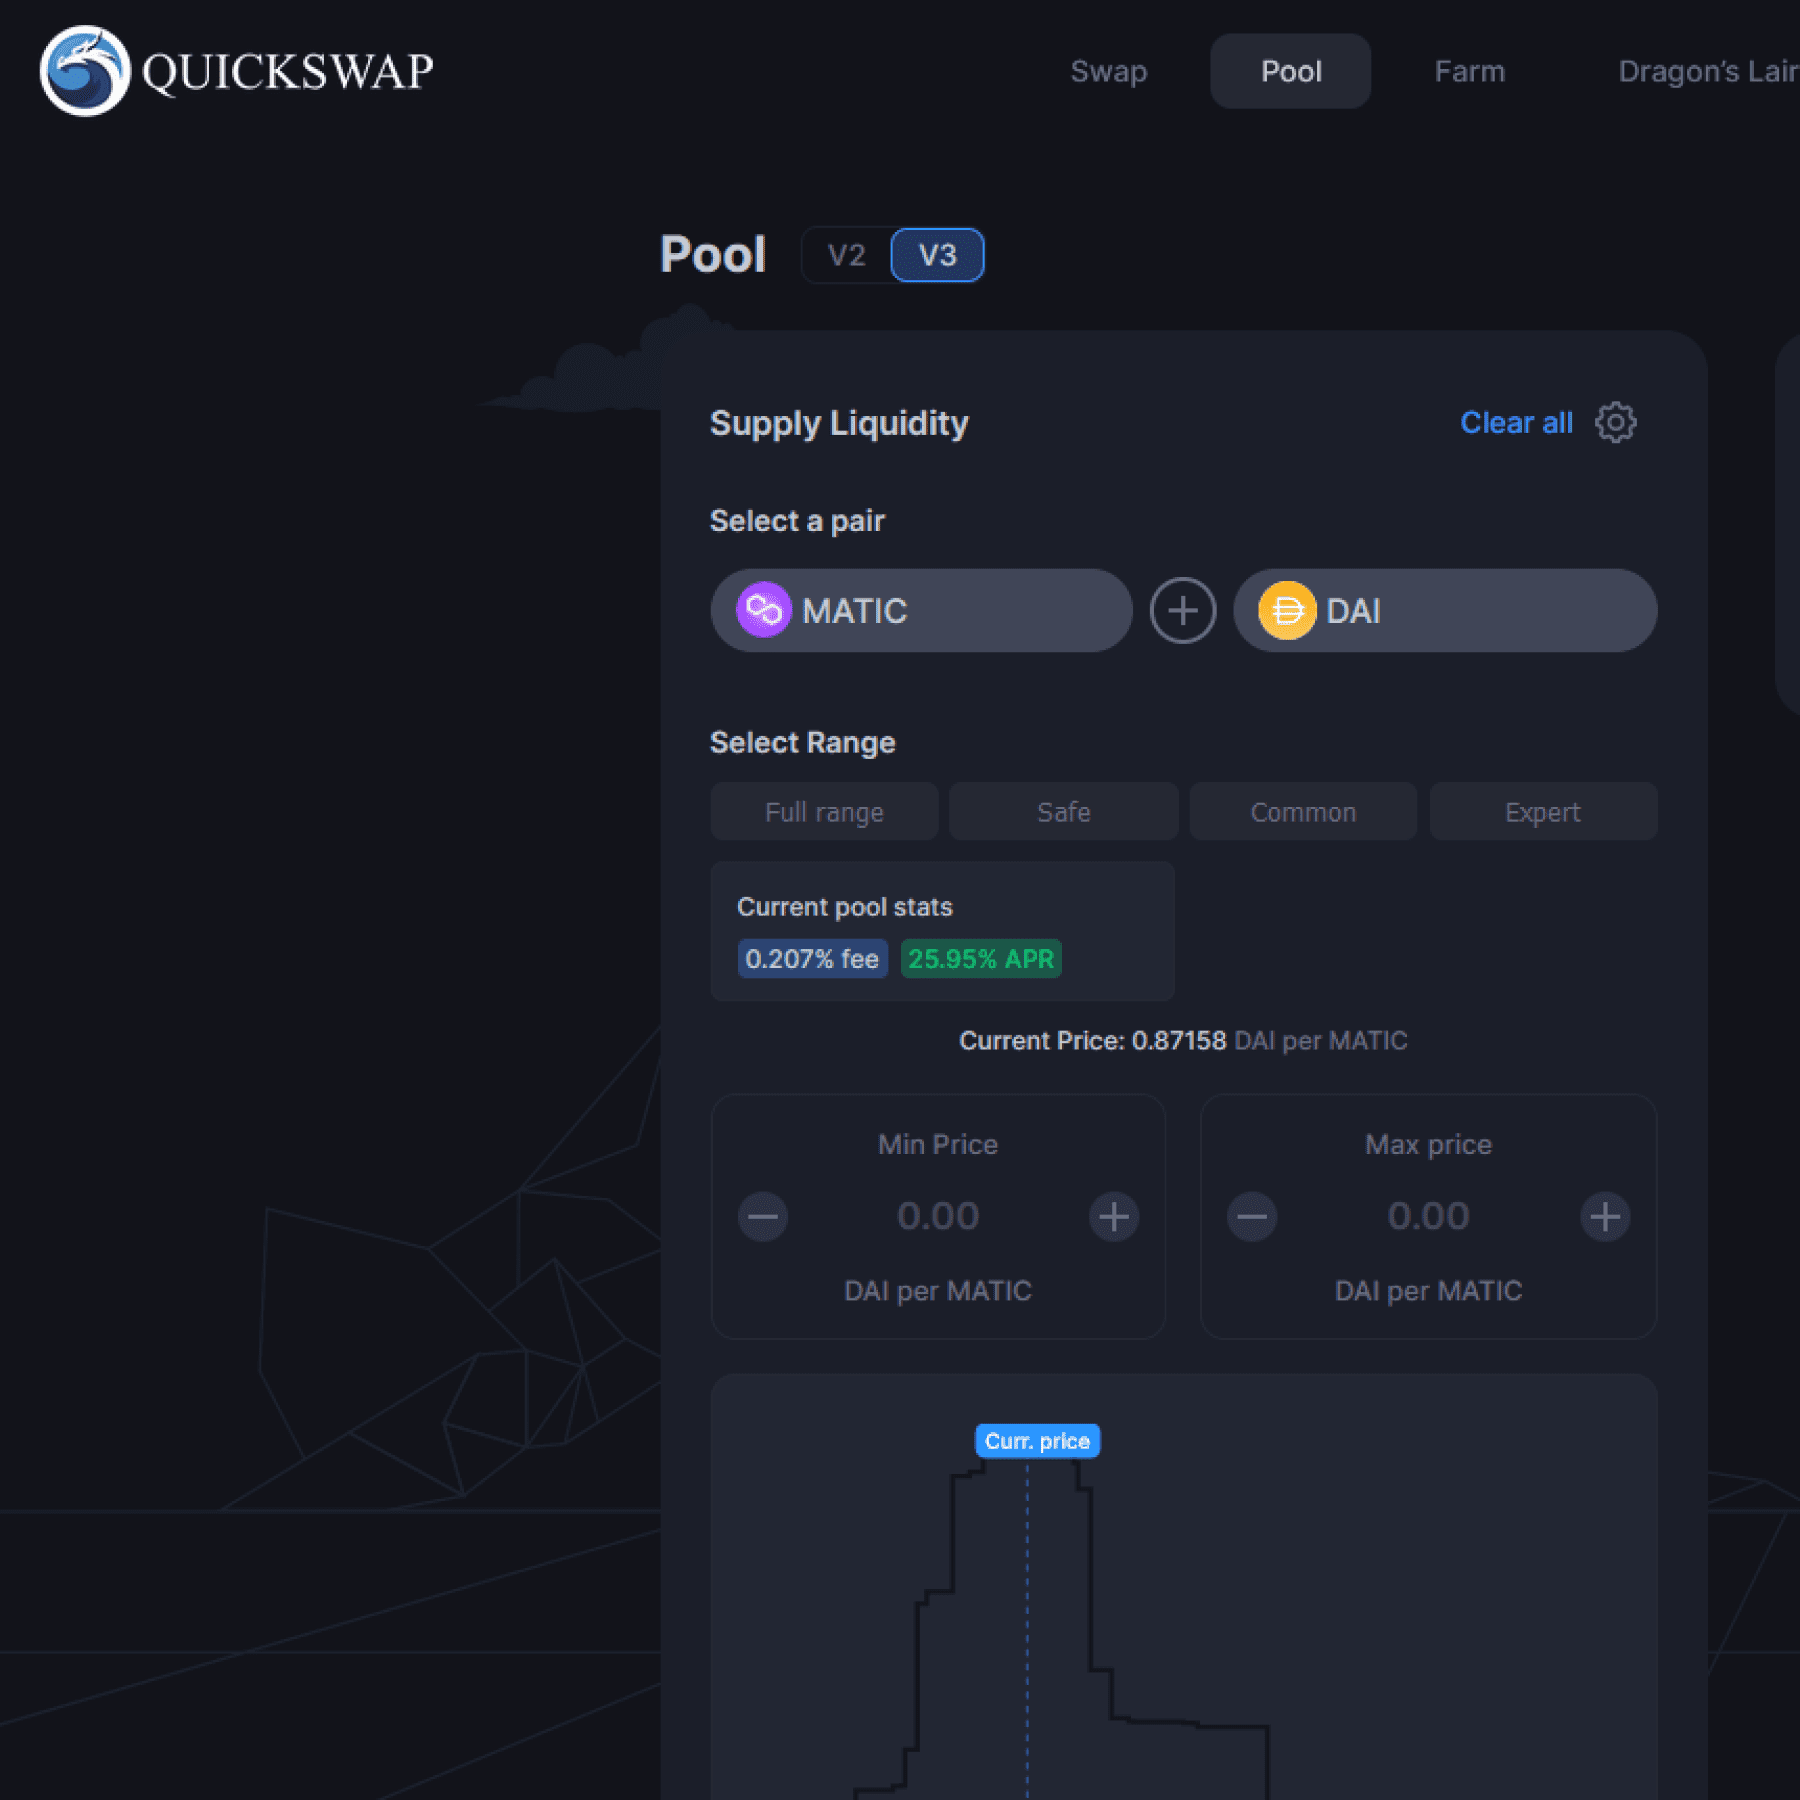 QUICKSWAP
Swap Pool Farm Dragon's Lair
Pool V2 V3
Supply Liquidity Clear all
Select a pair
MATIC DAI
Select Range
Full range Safe Common Expert
Current pool stats
0.207% fee 25.95% APR
Current Price: 0.87158 DAI per MATIC
Min Price Max price
0.00 0.00
DAI per MATIC DAI per MATIC
Curr. price